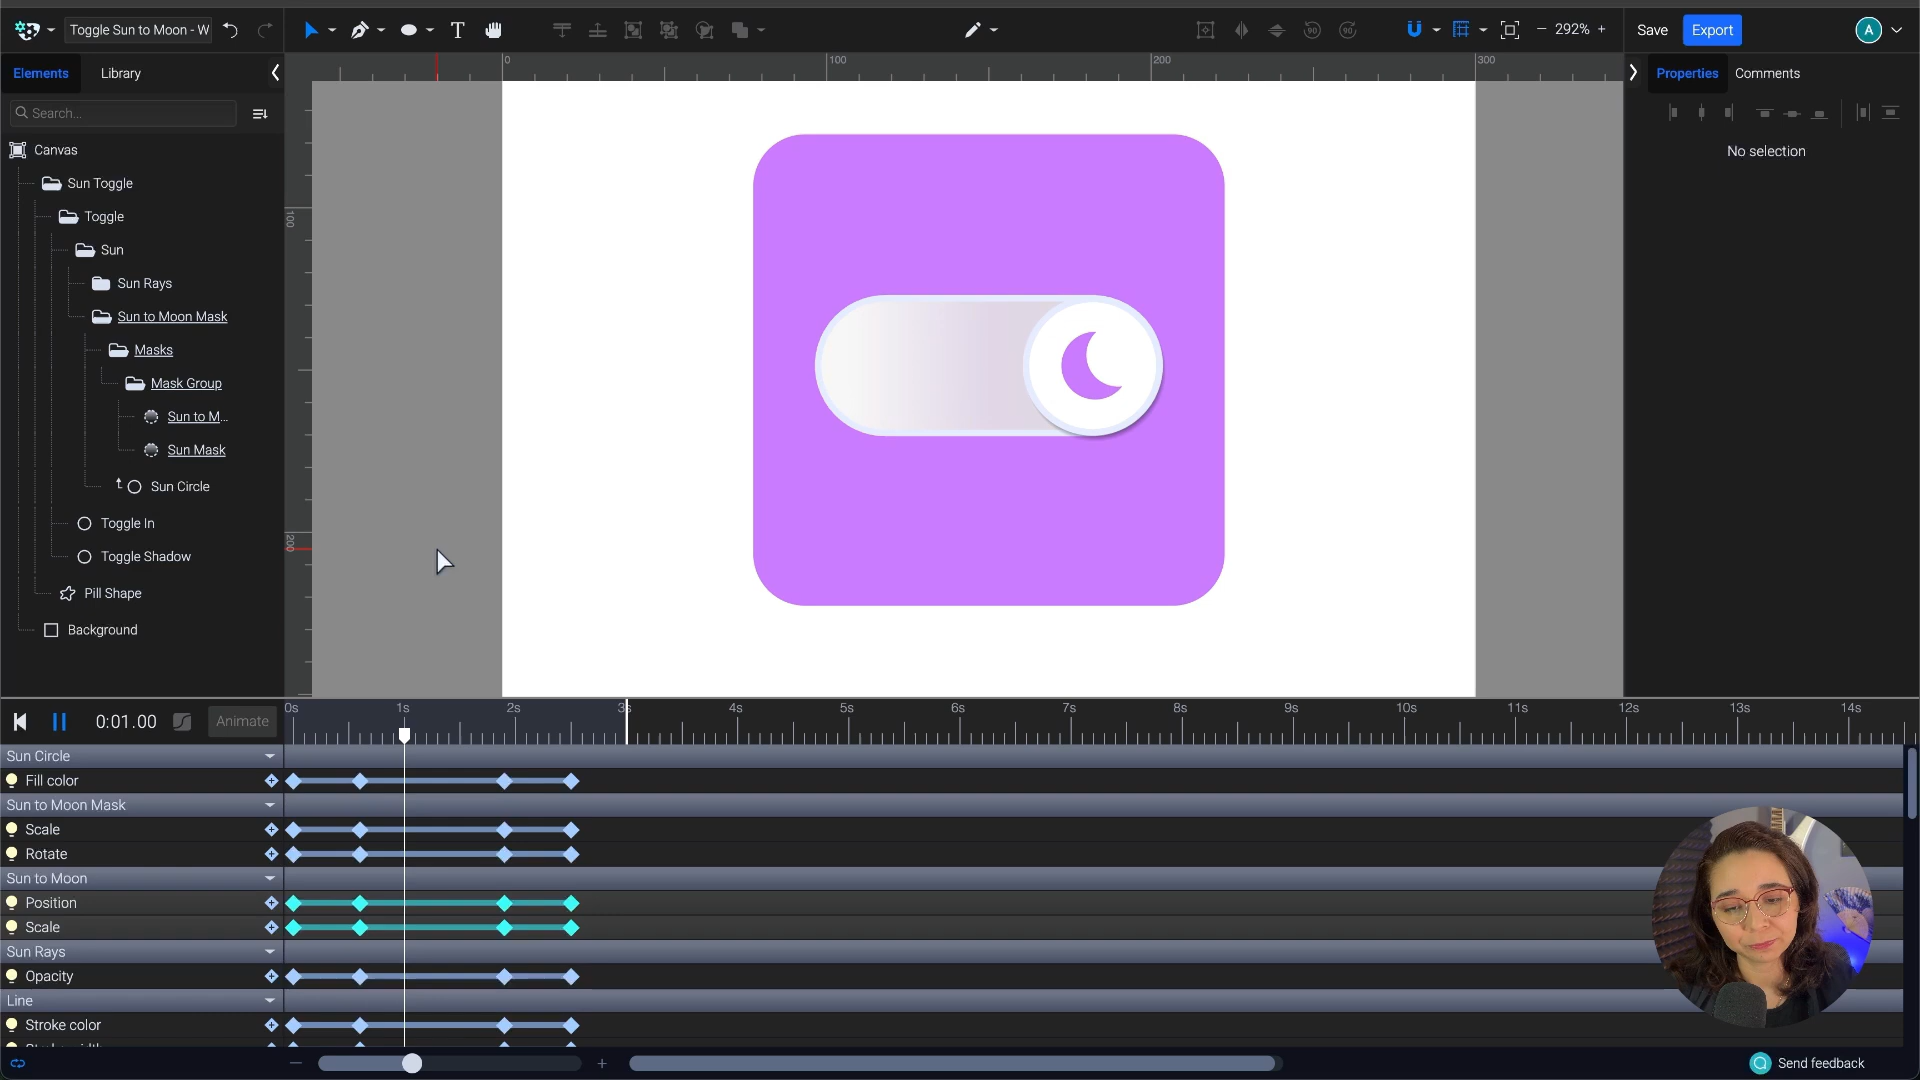 Toggle Sun to Moon - W
292%
Save
Export
A
Elements
Library
Search...
Canvas
Sun Toggle
Toggle
Sun
Sun Rays
Sun to Moon Mask
Masks
Mask Group
Sun to M...
Sun Mask
Sun Circle
Toggle In
Toggle Shadow
Pill Shape
Background
0
100
200
300
100
200
Properties
Comments
No selection
0:01.00
Animate
0s 1s 2s 3s 4s 5s 6s 7s 8s 9s 10s 11s 12s 13s 14s
Sun Circle
Fill color
Sun to Moon Mask
Scale
Rotate
Sun to Moon
Position
Scale
Sun Rays
Opacity
Line
Stroke color
Send feedback